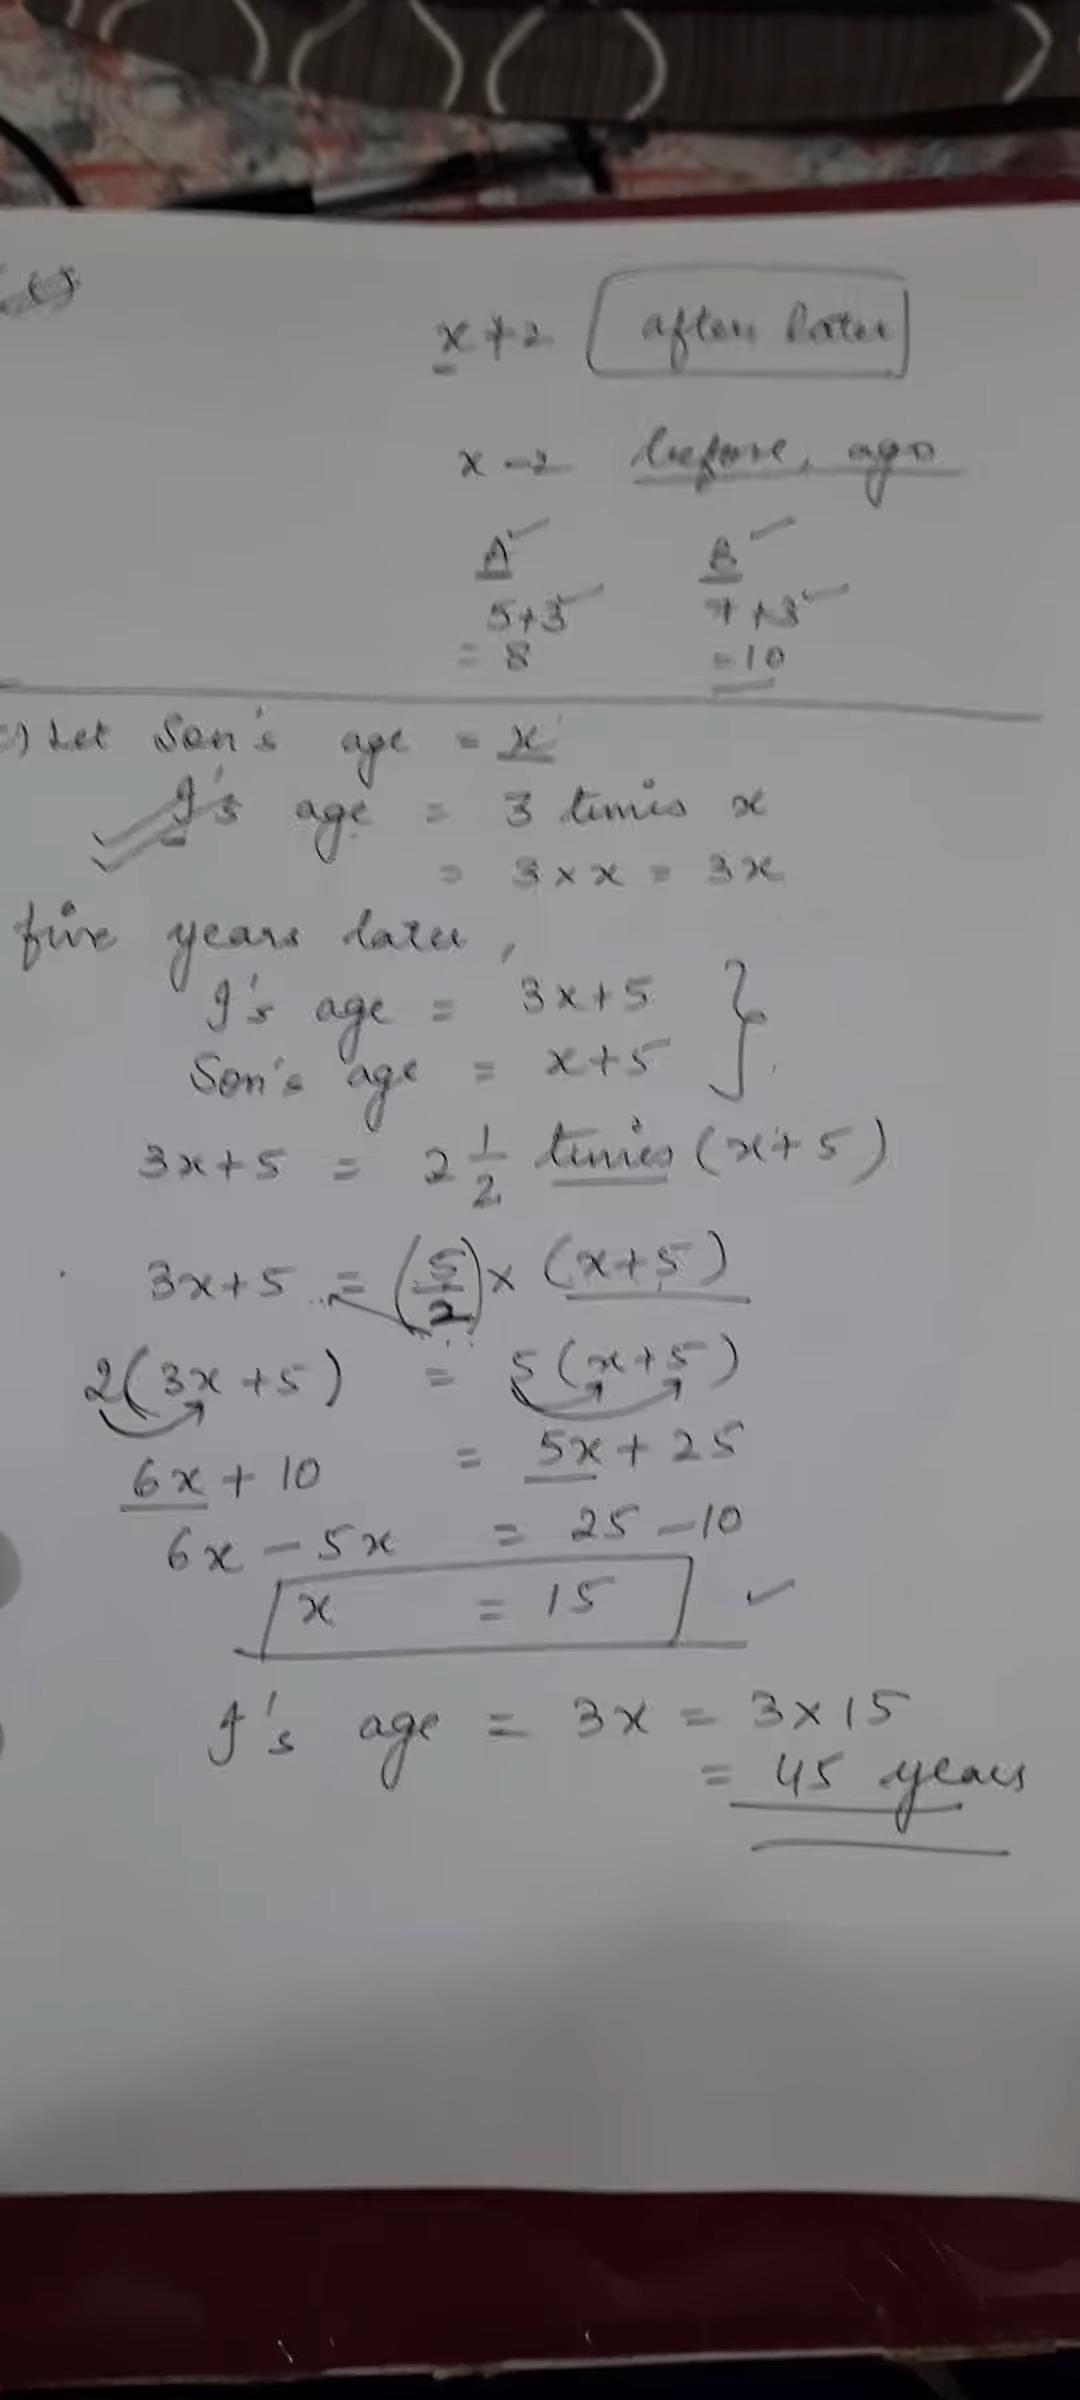 x+2 after later
x-2 before, ago
A B
5+3 7+3
= 8 =10
Let Son's age = x
J's age = 3 times x
= 3×x = 3x
five years later,
J's age = 3x+5 }
Son's age = x+5
3x+5 = 2 1/2 times (x+5)
3x+5 = (5/2) × (x+5)
2(3x+5) = 5(x+5)
6x+10 = 5x+25
6x-5x = 25-10
x = 15
J's age = 3x = 3×15
= 45 years